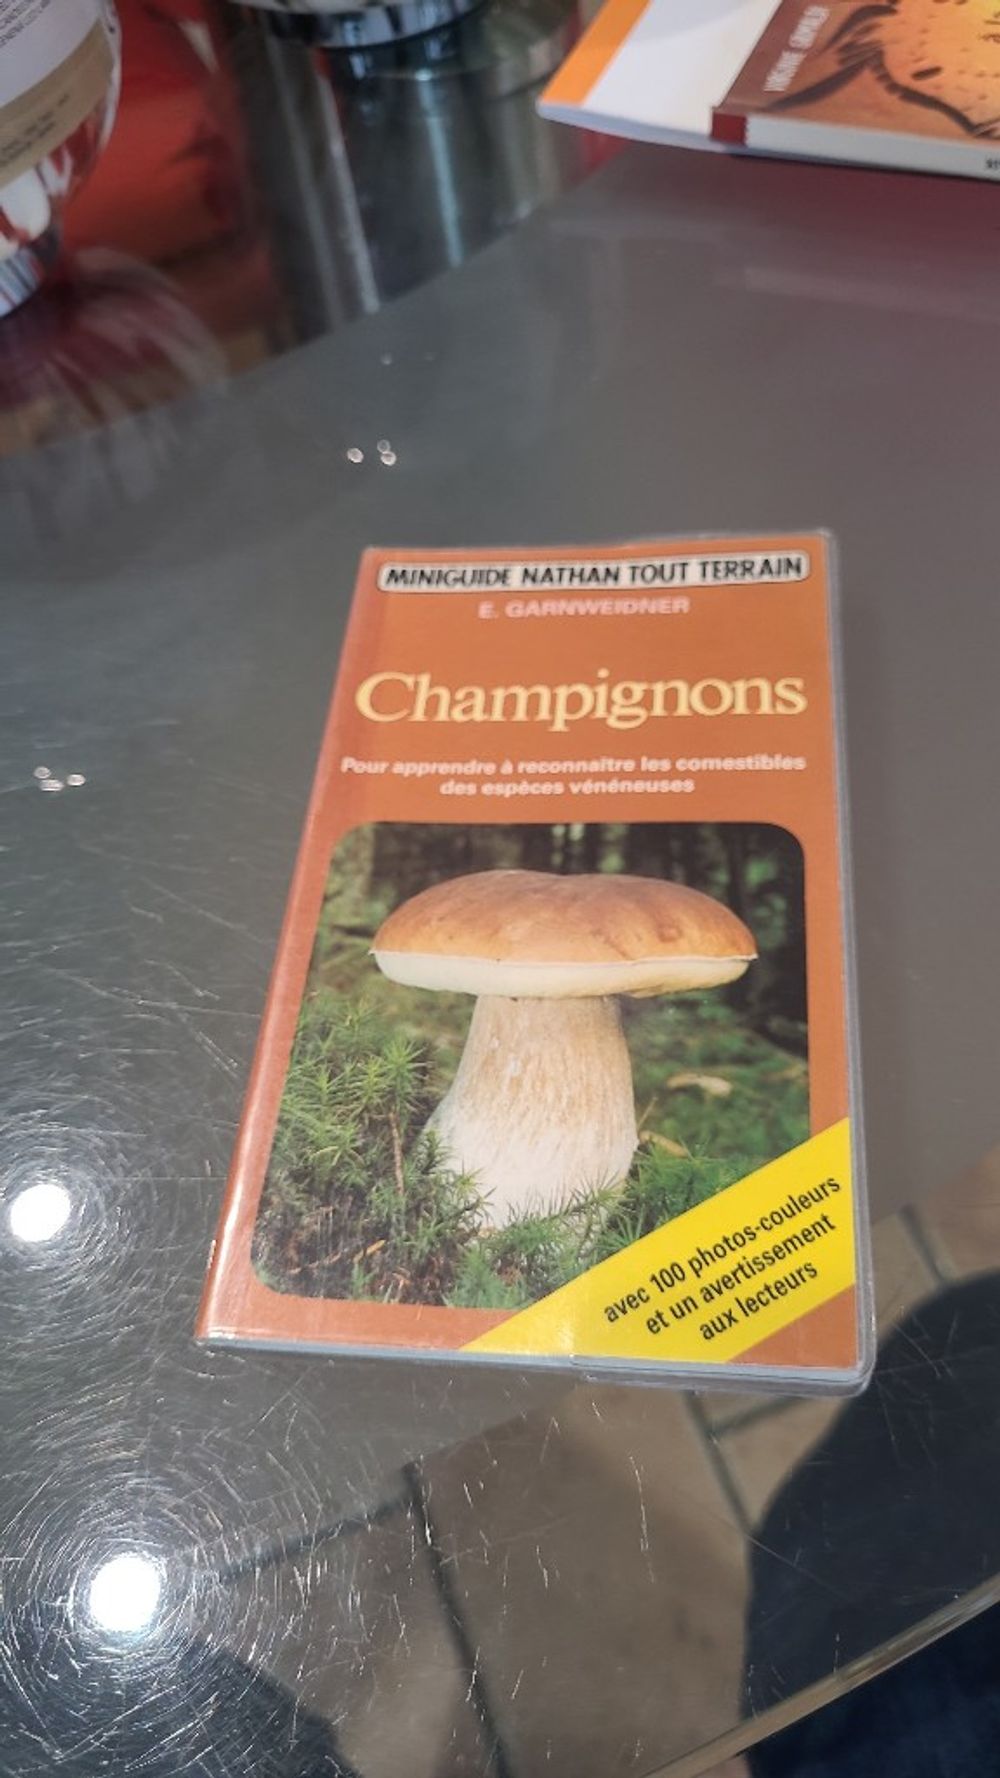 MINIGUIDE NATHAN TOUT TERRAIN
E. GARNWEIDNER
Champignons
Pour apprendre à reconnaître les comestibles
des espèces vénéneuses
avec 100 photos-couleurs
et un avertissement
aux lecteurs